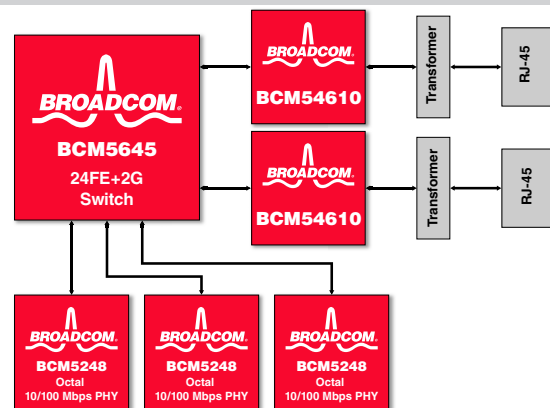 BROADCOM.
BCM5645
24FE+2G
Switch
BROADCOM.
BCM54610
Transformer
RJ-45
BROADCOM.
BCM54610
Transformer
RJ-45
BROADCOM.
BCM5248
Octal
10/100 Mbps PHY
BROADCOM.
BCM5248
Octal
10/100 Mbps PHY
BROADCOM.
BCM5248
Octal
10/100 Mbps PHY